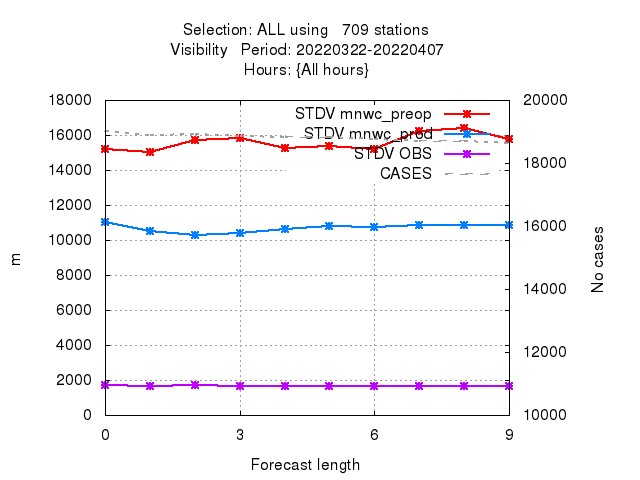 Selection: ALL using 709 stations
Visibility Period: 20220322-20220407
Hours: {All hours}
18000
16000
14000
12000
10000
8000
6000
4000
2000
0
20000
18000
16000
14000
12000
10000
STDV mnwc_preop
STDV mnwc_prod
STDV OBS
CASES
m
No cases
0
3
6
9
Forecast length